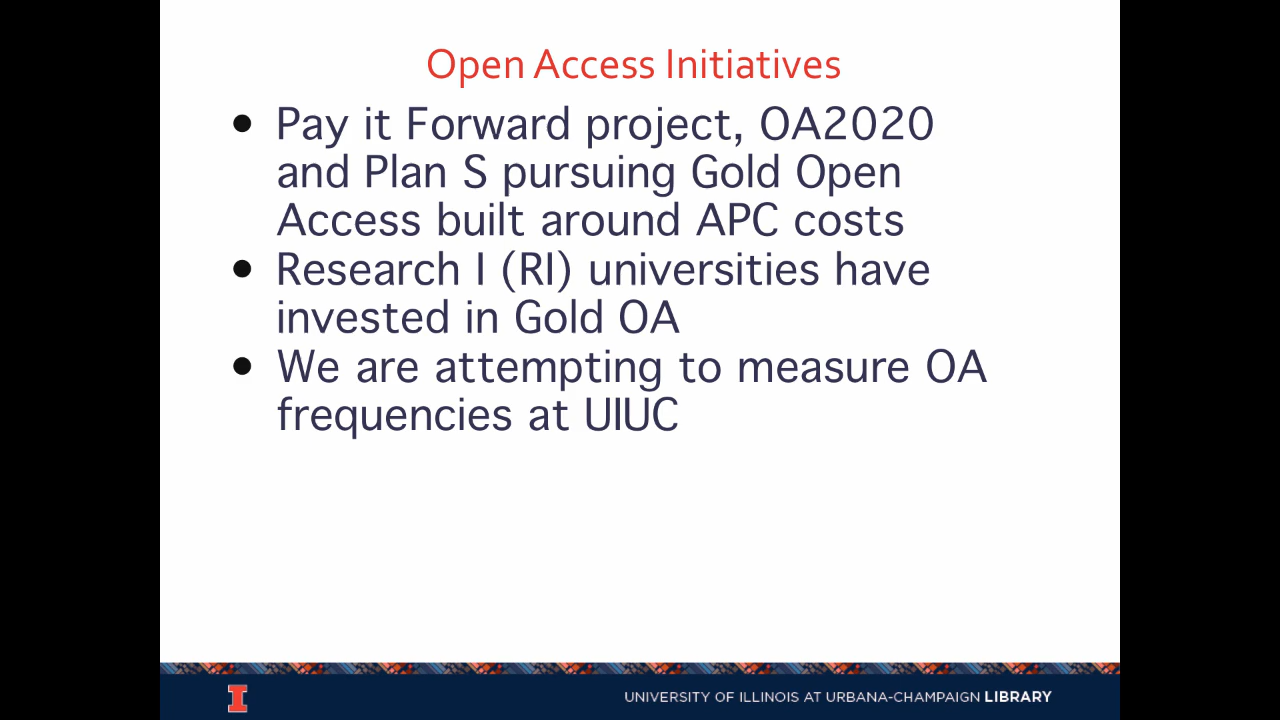 Open Access Initiatives
• Pay it Forward project, OA2020
and Plan S pursuing Gold Open
Access built around APC costs
• Research I (RI) universities have
invested in Gold OA
• We are attempting to measure OA
frequencies at UIUC
I
UNIVERSITY OF ILLINOIS AT URBANA-CHAMPAIGN LIBRARY